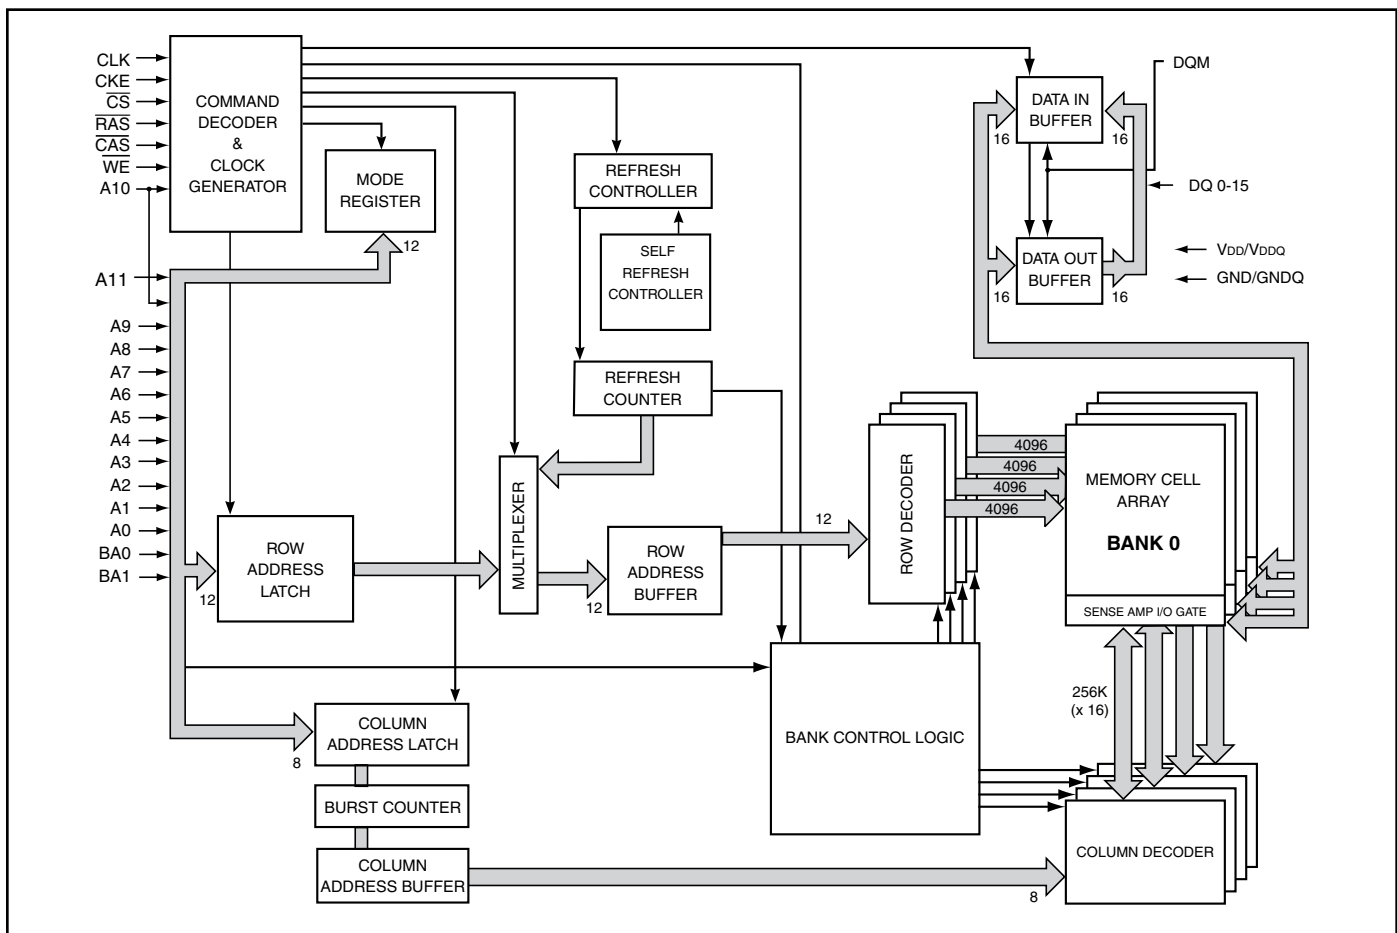 CLK
CKE
CS
RAS
CAS
WE
A10
A11
A9
A8
A7
A6
A5
A4
A3
A2
A1
A0
BA0
BA1
COMMAND
DECODER
&
CLOCK
GENERATOR
MODE
REGISTER
12
REFRESH
CONTROLLER
SELF
REFRESH
CONTROLLER
REFRESH
COUNTER
DATA IN
BUFFER
16
16
DQM
DQ 0-15
DATA OUT
BUFFER
16
16
VDD/VDDQ
GND/GNDQ
MULTIPLEXER
ROW
ADDRESS
LATCH
12
ROW
ADDRESS
BUFFER
12
12
ROW DECODER
4096
4096
4096
4096
MEMORY CELL
ARRAY
BANK 0
SENSE AMP I/O GATE
256K
(x 16)
BANK CONTROL LOGIC
COLUMN
ADDRESS LATCH
8
BURST COUNTER
COLUMN
ADDRESS BUFFER
COLUMN DECODER
8